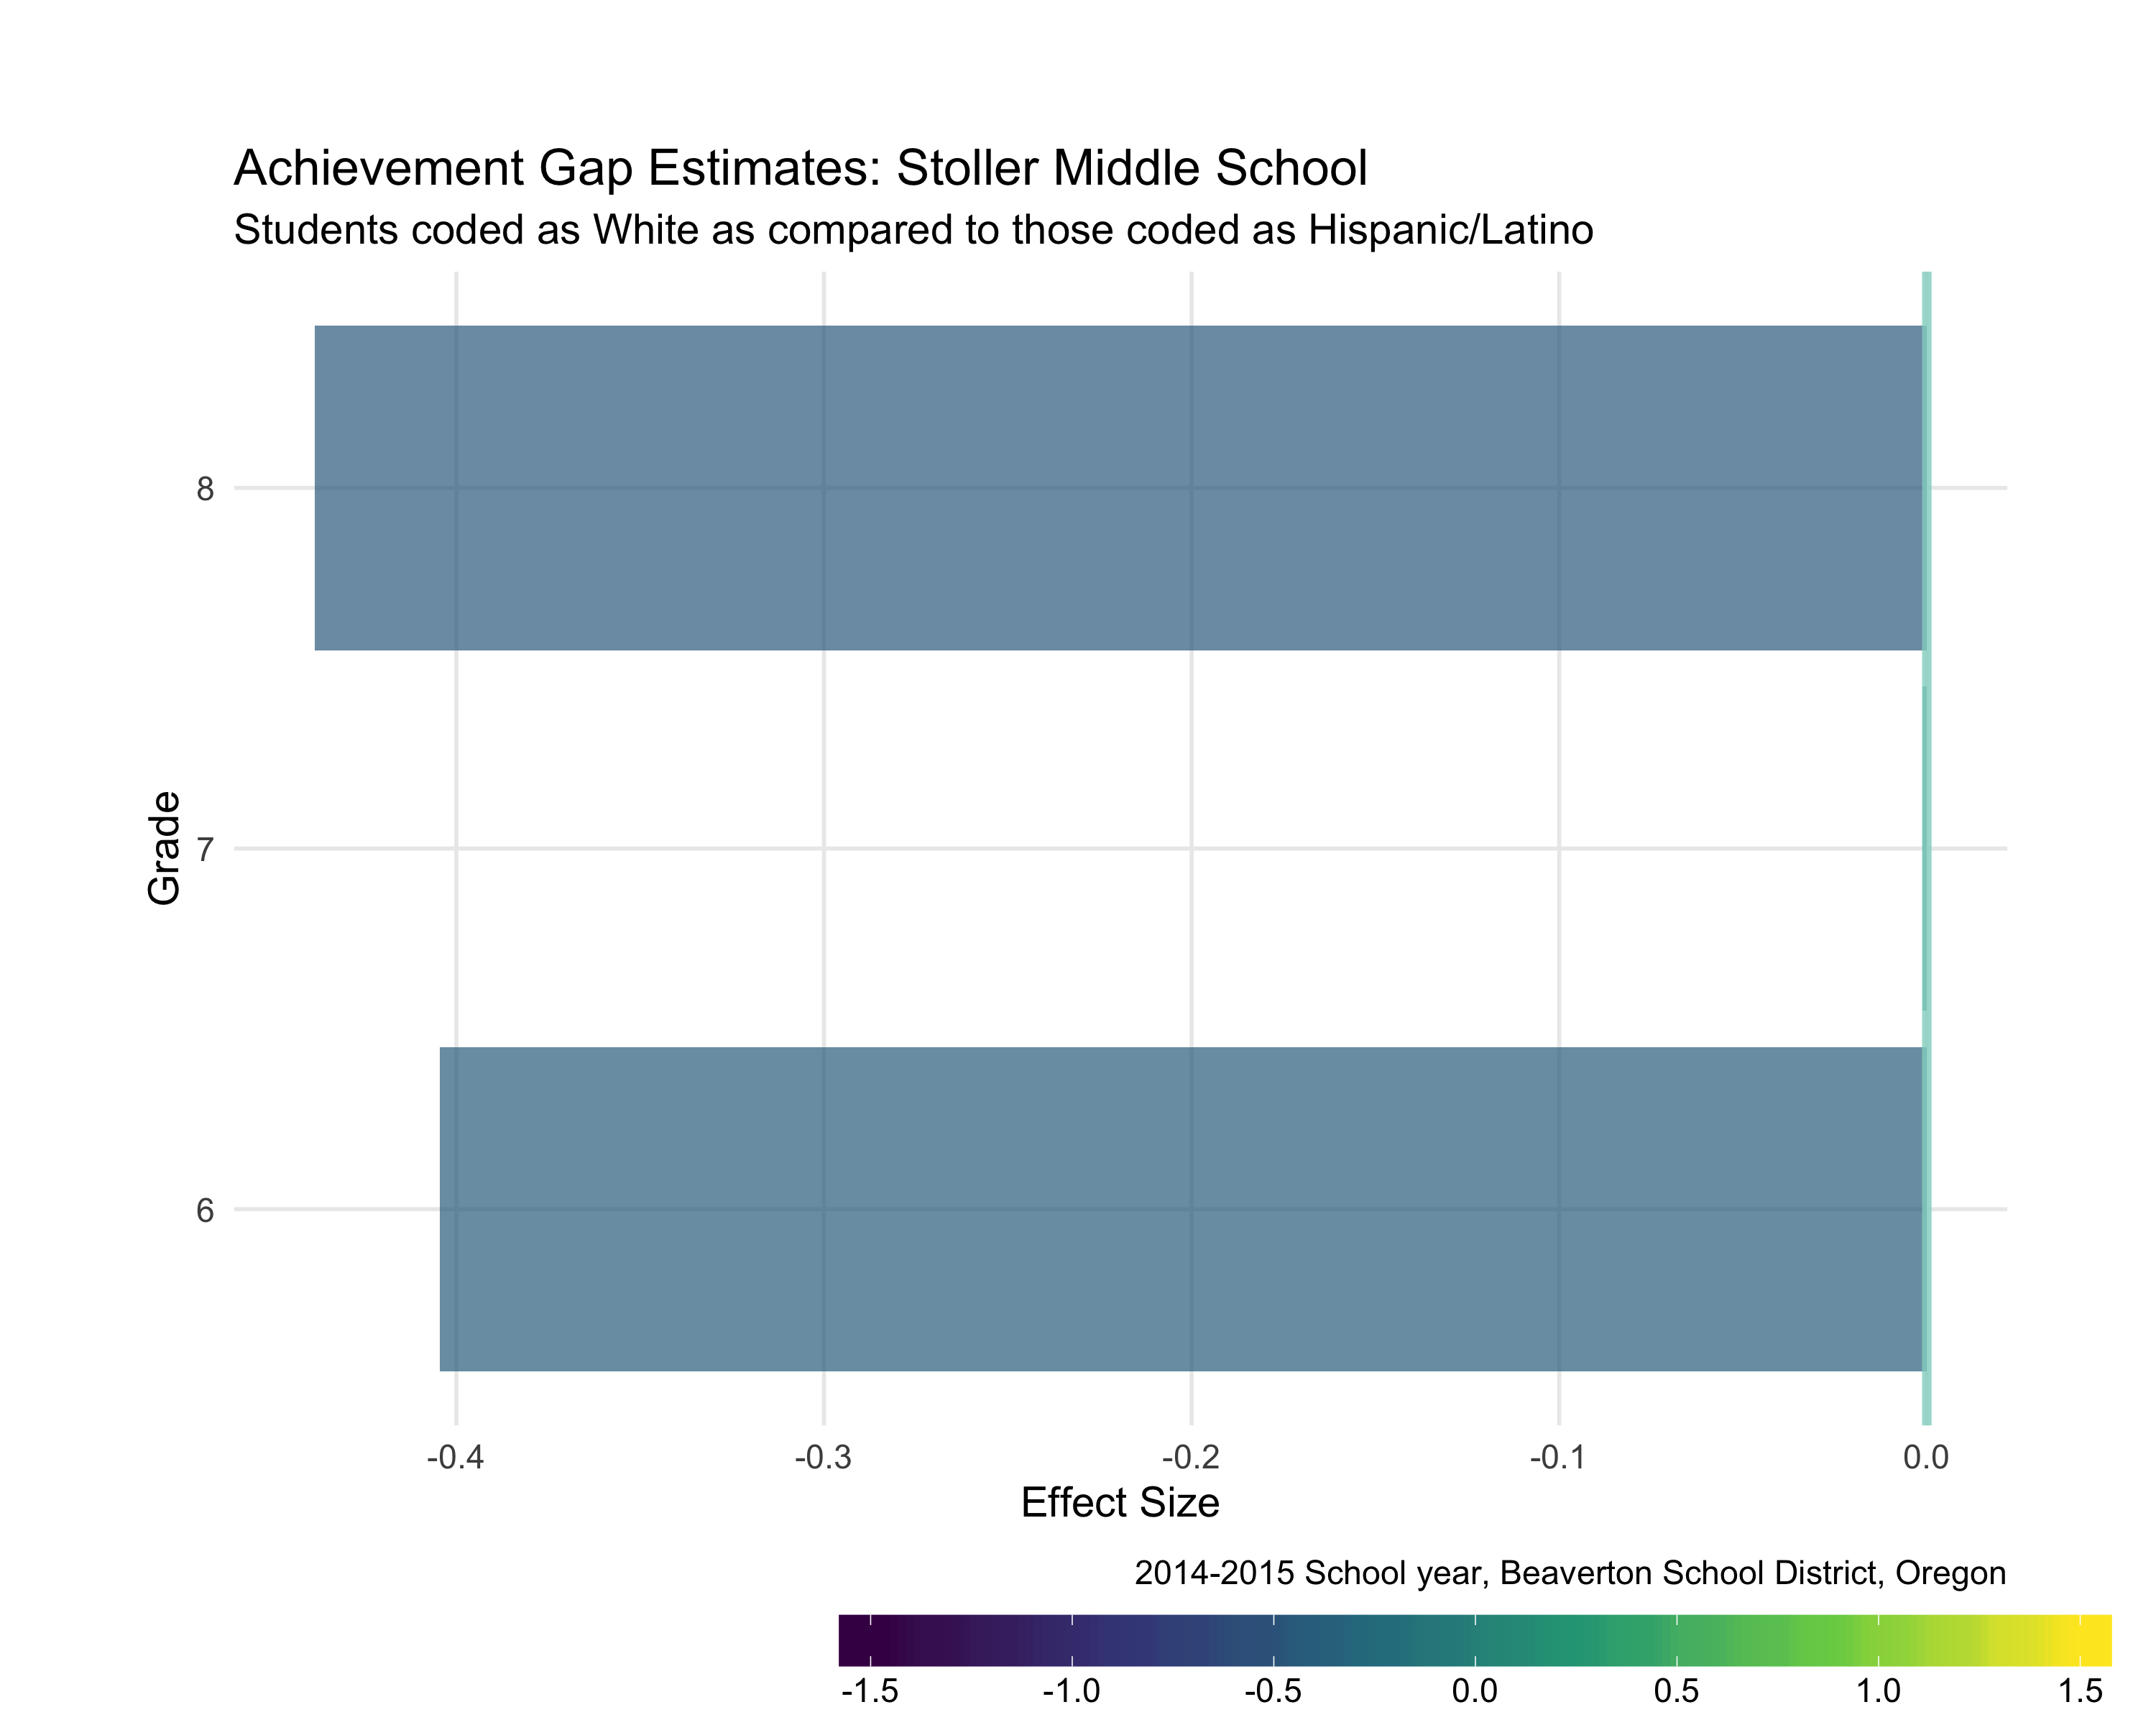 Achievement Gap Estimates: Stoller Middle School
Students coded as White as compared to those coded as Hispanic/Latino
8
7
6
Grade
-0.4 -0.3 -0.2 -0.1 0.0
Effect Size
2014-2015 School year, Beaverton School District, Oregon
-1.5 -1.0 -0.5 0.0 0.5 1.0 1.5